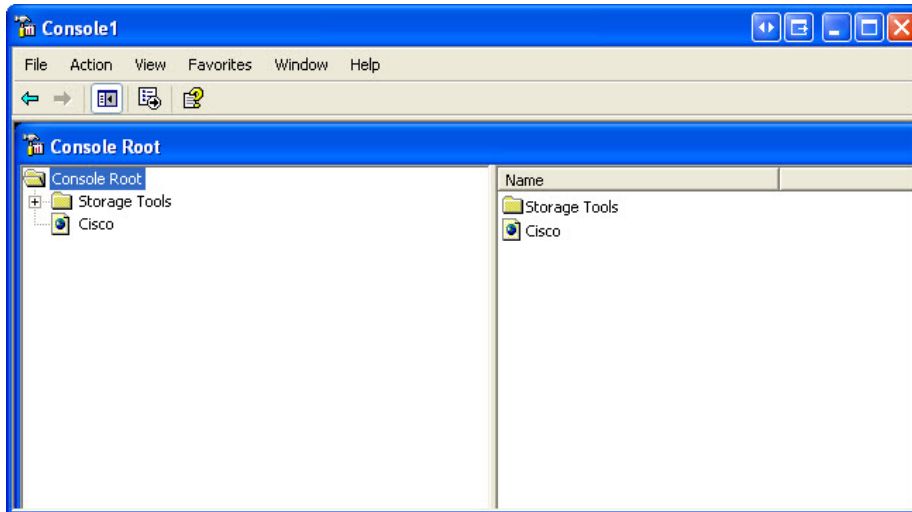 Console1
File Action View Favorites Window Help
Console Root
Console Root
Storage Tools
Cisco
Name
Storage Tools
Cisco